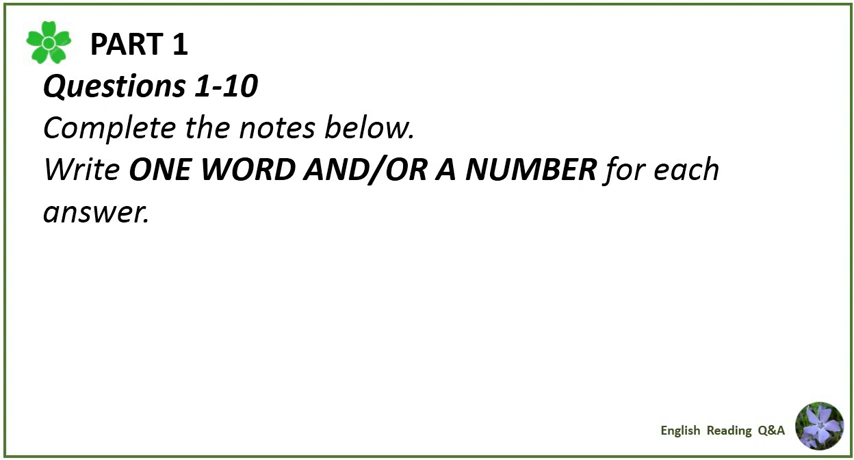 PART 1
Questions 1-10
Complete the notes below.
Write ONE WORD AND/OR A NUMBER for each
answer.
English Reading Q&A